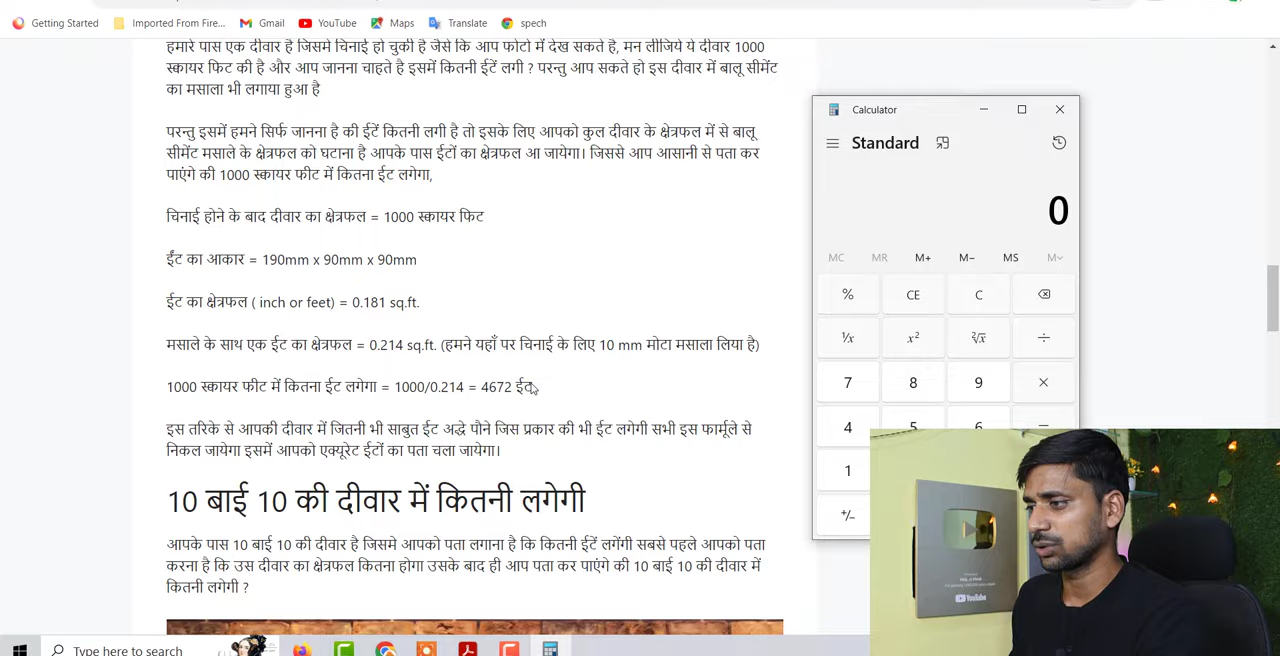 Getting Started
Imported From Fire...
Gmail
YouTube
Maps
Translate
spech
हमारे पास एक दीवार है जिसमे चिनाई हो चुकी है जैसे कि आप फोटो में देख सकते है, मन लीजिये ये दीवार 1000
स्क्वायर फिट की है और आप जानना चाहते है इसमें कितनी ईटें लगी ? परन्तु आप सकते हो इस दीवार में बालू सीमेंट
का मसाला भी लगाया हुआ है
परन्तु इसमें हमने सिर्फ जानना है की ईटें कितनी लगी है तो इसके लिए आपको कुल दीवार के क्षेत्रफल में से बालू
सीमेंट मसाले के क्षेत्रफल को घटाना है आपके पास ईटों का क्षेत्रफल आ जायेगा। जिससे आप आसानी से पता कर
पाएंगे की 1000 स्कायर फीट में कितना ईट लगेगा,
चिनाई होने के बाद दीवार का क्षेत्रफल = 1000 स्कायर फिट
ईंट का आकार = 190mm x 90mm x 90mm
ईट का क्षेत्रफल ( inch or feet) = 0.181 sq.ft.
मसाले के साथ एक ईट का क्षेत्रफल = 0.214 sq.ft. (हमने यहाँ पर चिनाई के लिए 10 mm मोटा मसाला लिया है)
1000 स्कायर फीट में कितना ईट लगेगा = 1000/0.214 = 4672 ईट
इस तरिके से आपकी दीवार में जितनी भी साबुत ईट अद्धे पौने जिस प्रकार की भी ईट लगेगी सभी इस फार्मूले से
निकल जायेगा इसमें आपको एक्यूरेट ईटों का पता चला जायेगा।
10 बाई 10 की दीवार में कितनी लगेगी
आपके पास 10 बाई 10 की दीवार है जिसमे आपको पता लगाना है कि कितनी ईटें लगेंगी सबसे पहले आपको पता
करना है कि उस दीवार का क्षेत्रफल कितना होगा उसके बाद ही आप पता कर पाएंगे की 10 बाई 10 की दीवार में
कितनी लगेगी ?
Calculator
Standard
0
MC MR M+ M− MS M˅
% CE C
¹/x x² ²√x ÷
7 8 9 ×
4 5 6 −
1
+/−
YouTube
Type here to search